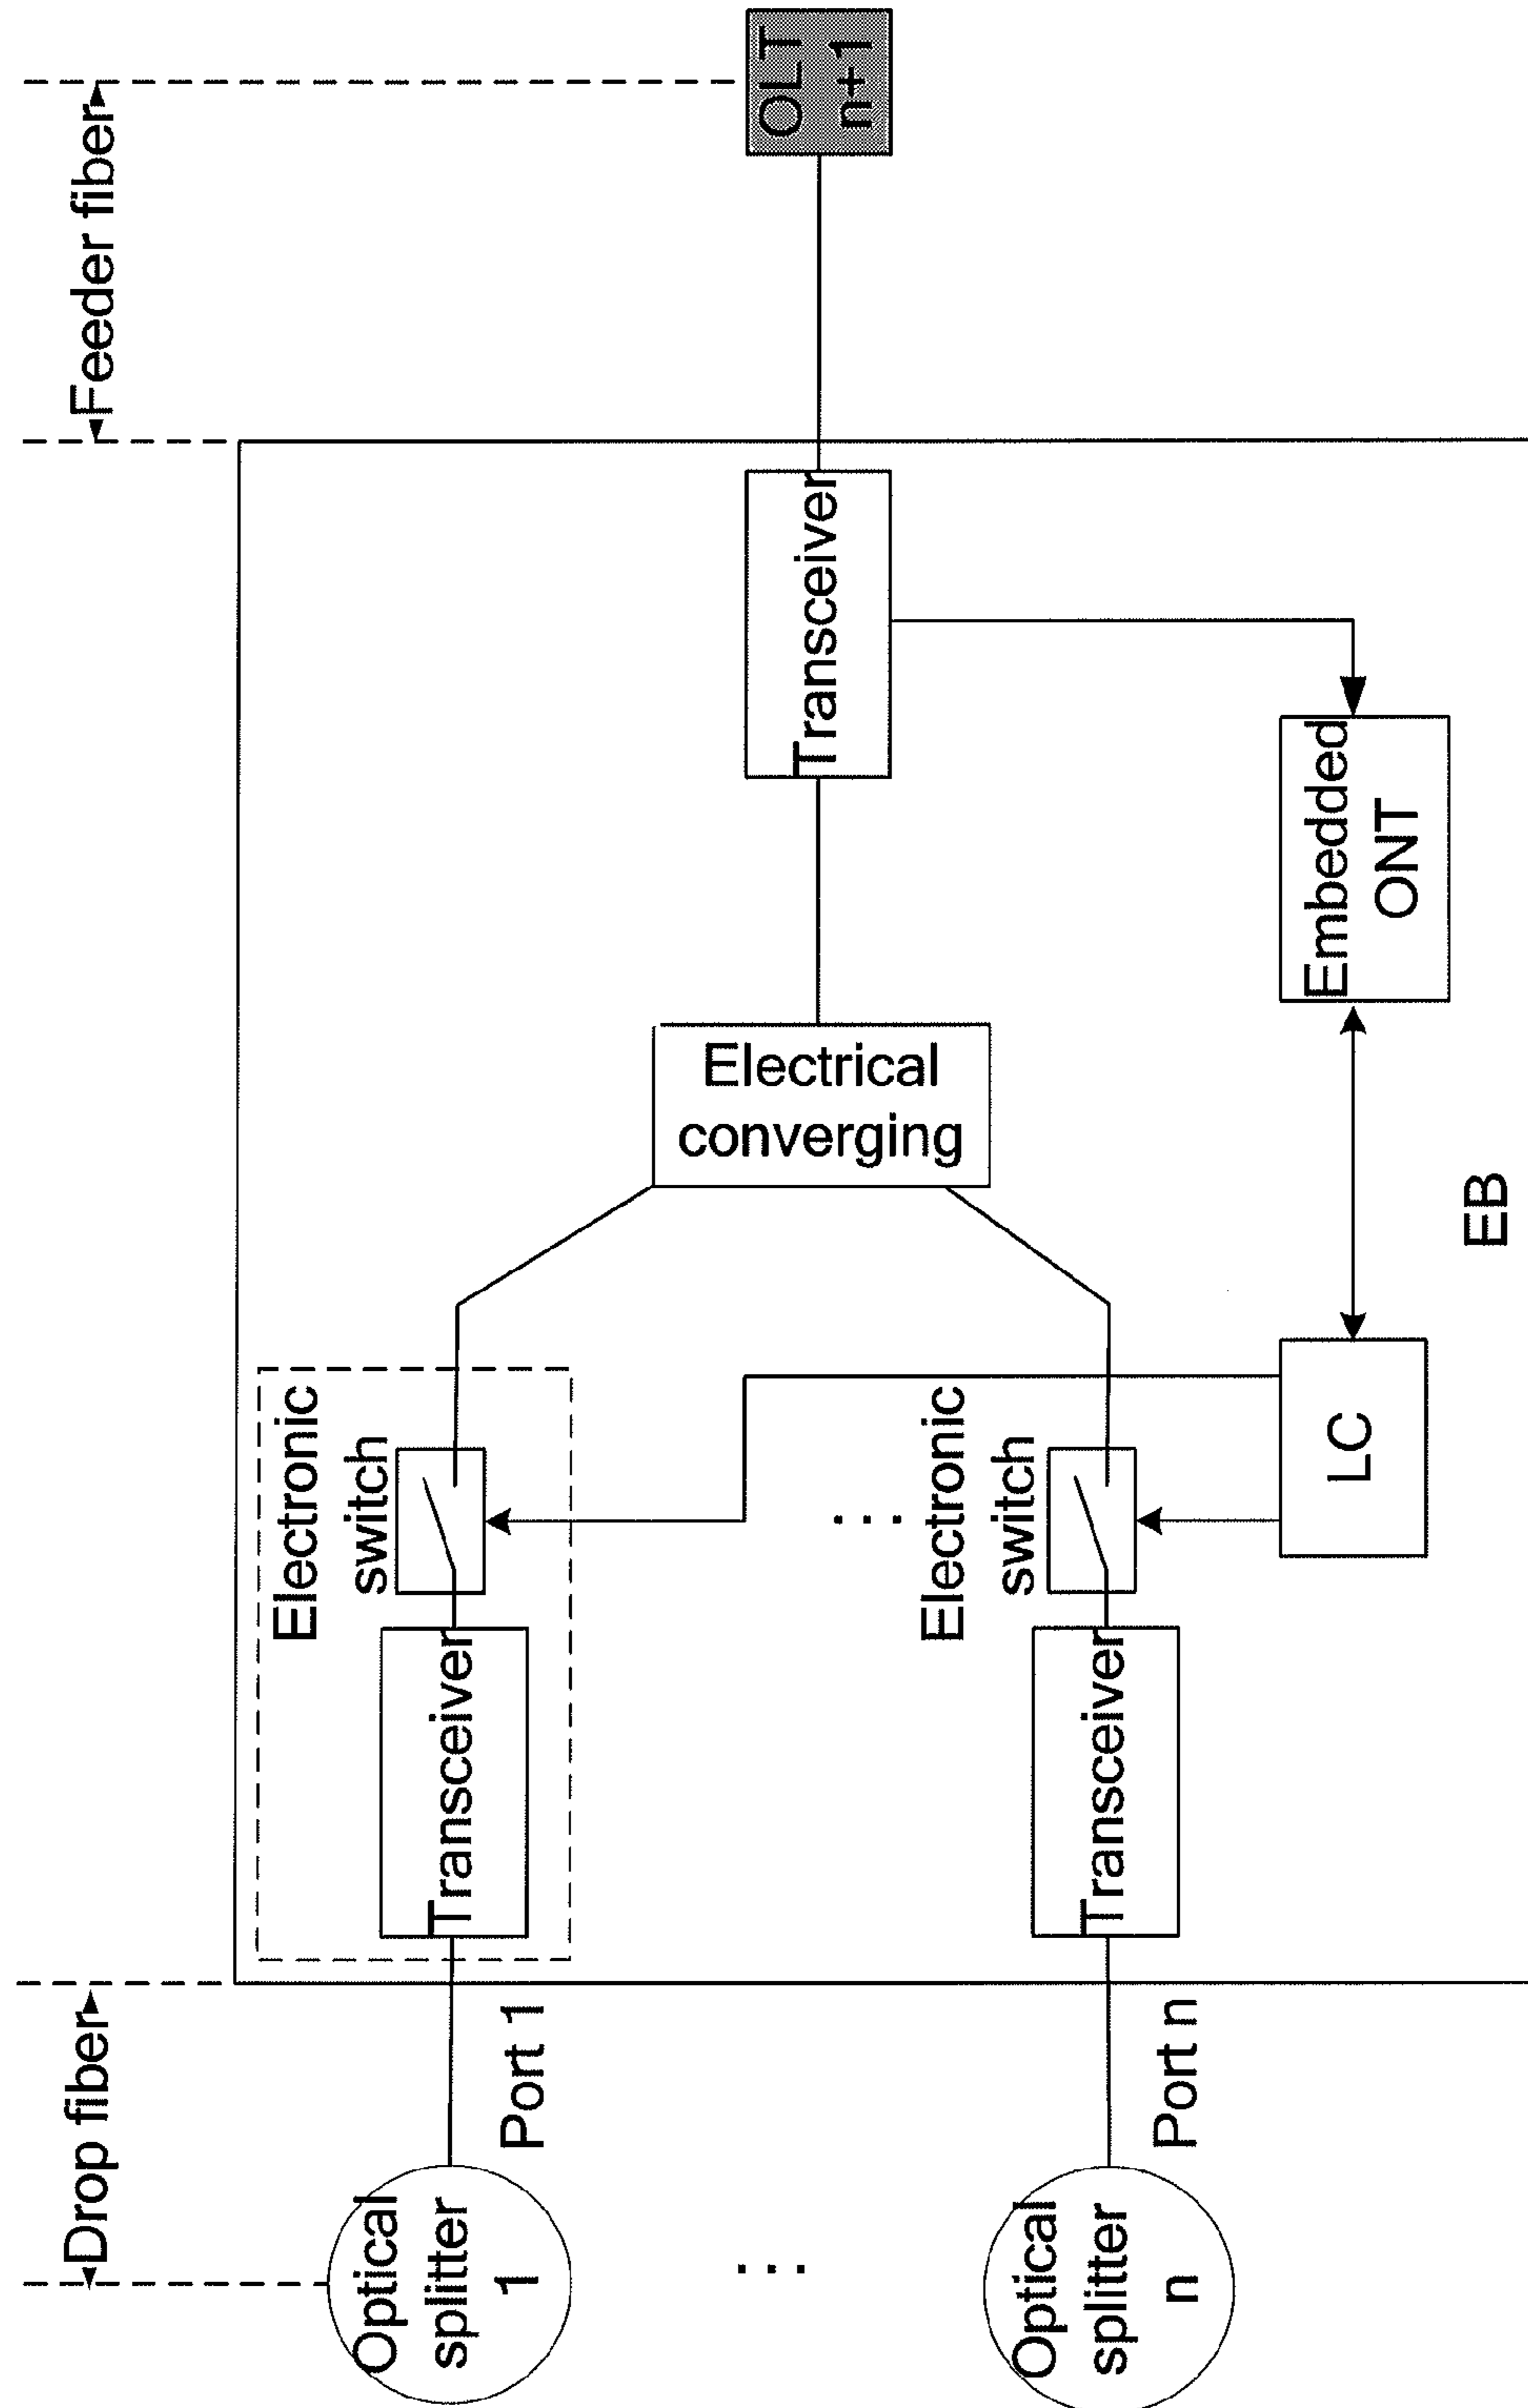 Drop fiber
Feeder fiber
Optical
splitter
1
Port 1
Transceiver
Electronic
switch
...
Optical
splitter
n
Port n
Transceiver
Electronic
switch
...
Electrical
converging
Transceiver
OLT
n+1
LC
Embedded
ONT
EB